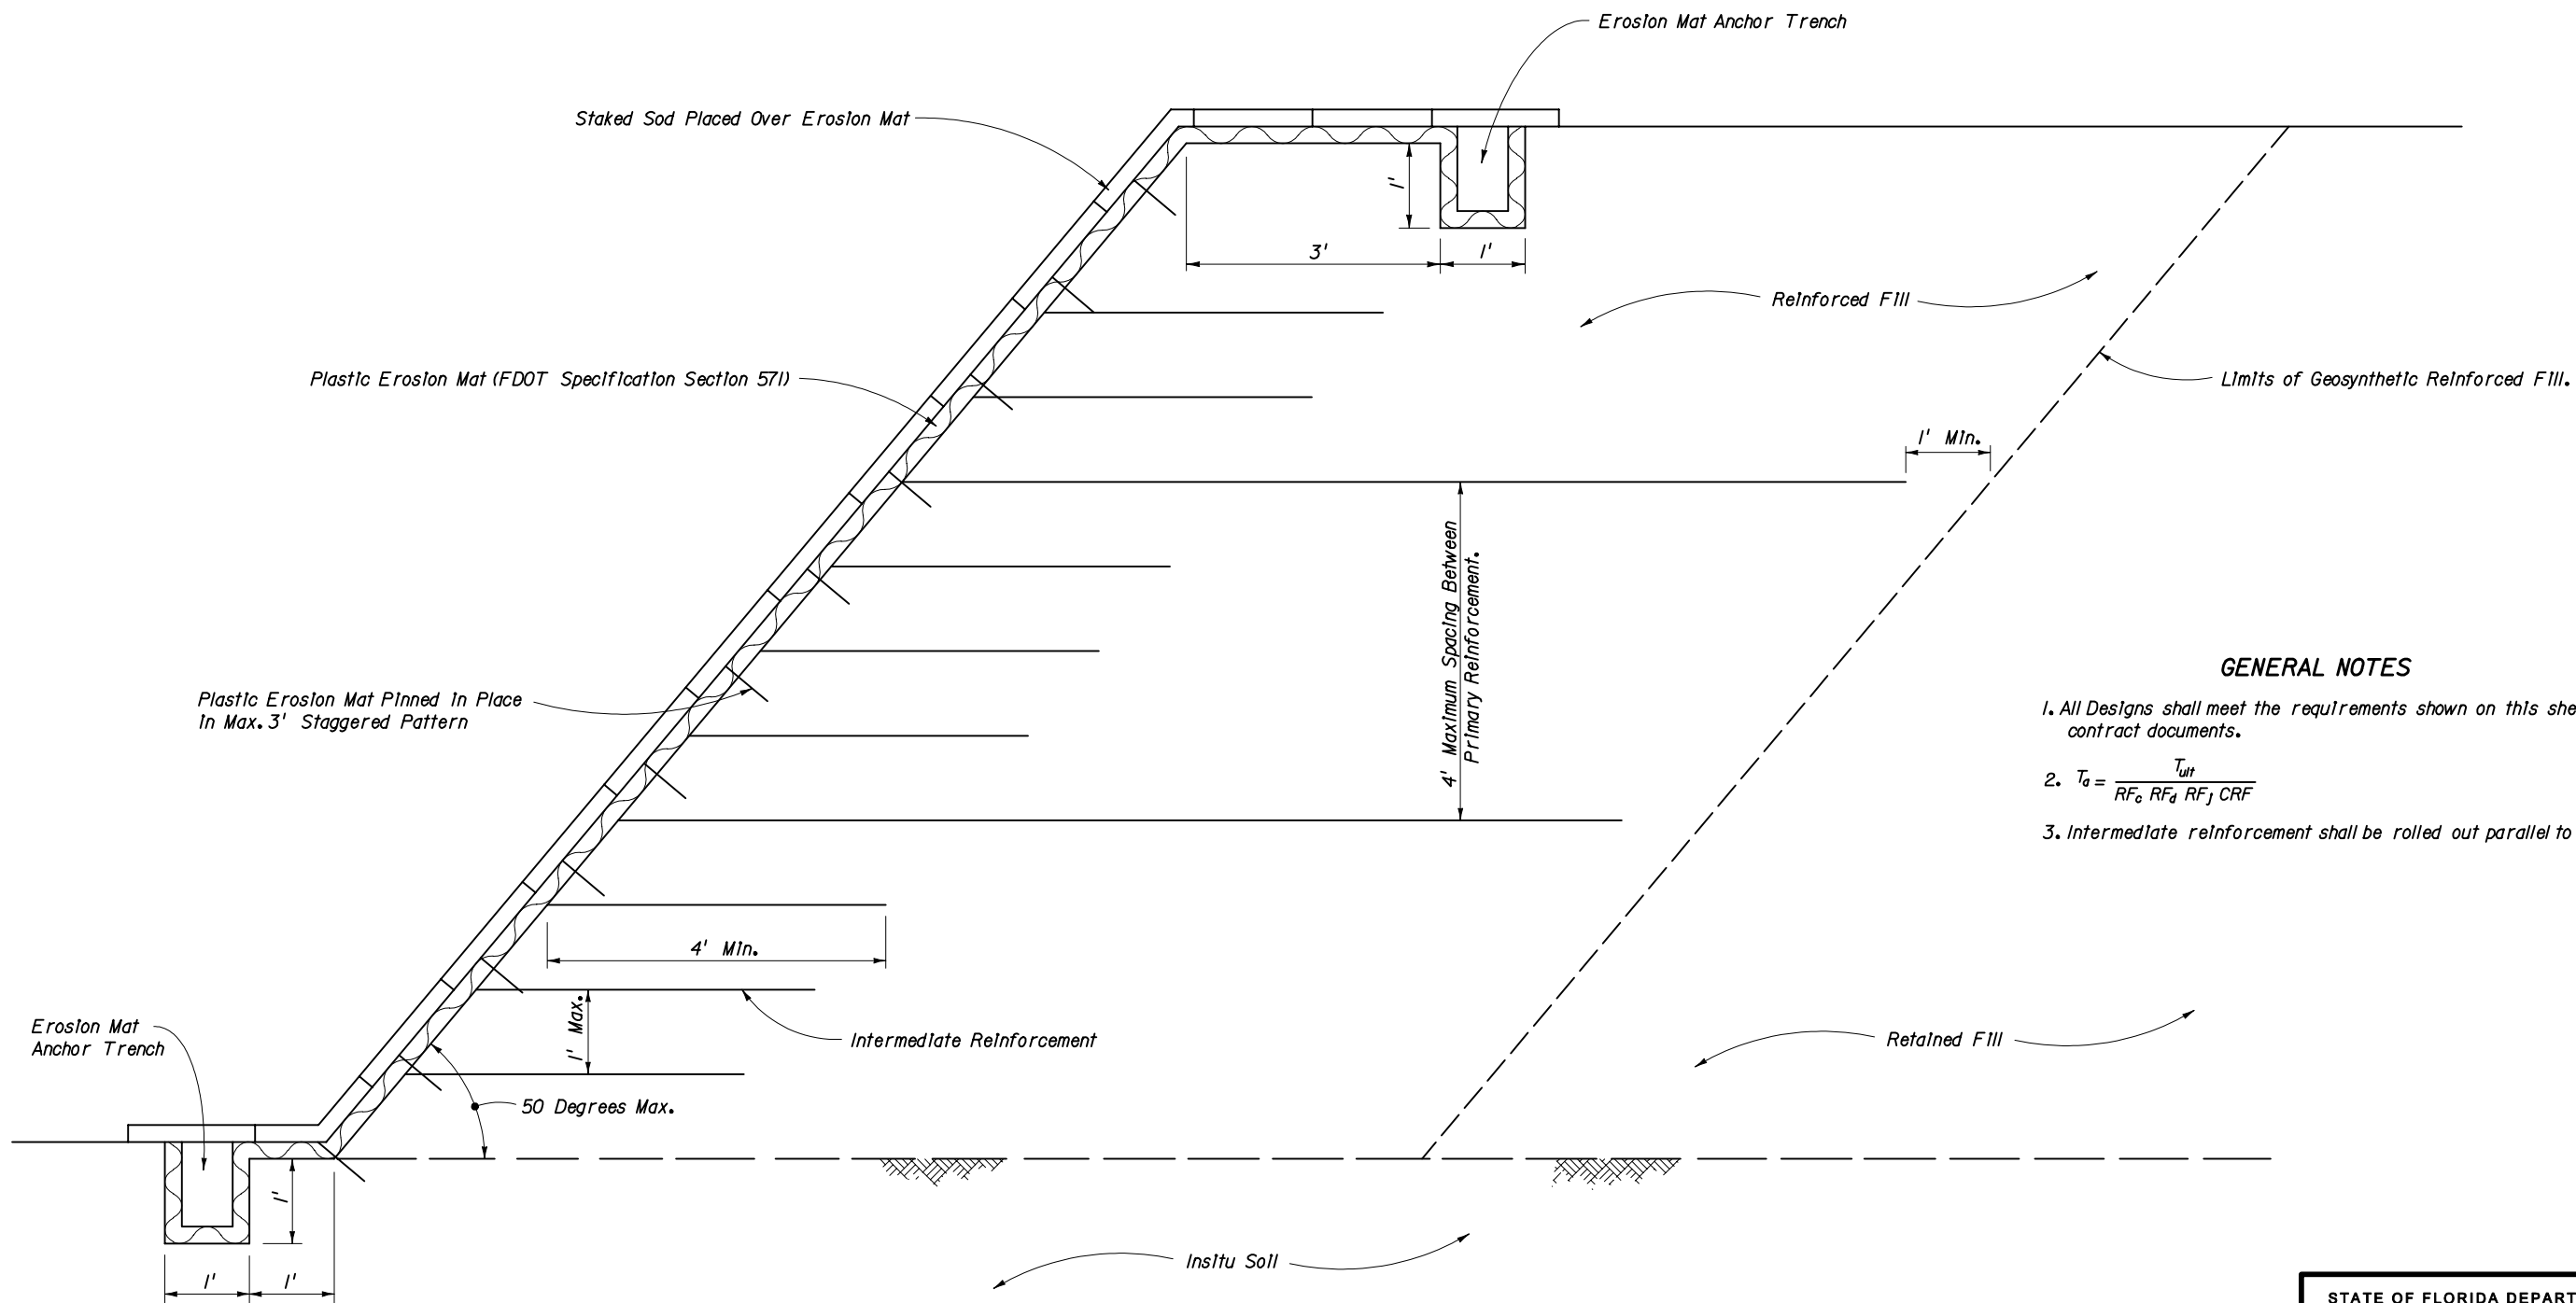 Erosion Mat Anchor Trench
Staked Sod Placed Over Erosion Mat
1'
3'
1'
Reinforced Fill
Plastic Erosion Mat (FDOT Specification Section 571)
Limits of Geosynthetic Reinforced Fill.
1' Min.
4' Maximum Spacing Between
Primary Reinforcement.
GENERAL NOTES
1. All Designs shall meet the requirements shown on this she
contract documents.
2. Ta = Tult / RFc RFd RFj CRF
3. Intermediate reinforcement shall be rolled out parallel to
Plastic Erosion Mat Pinned in Place
in Max. 3' Staggered Pattern
4' Min.
1' Max.
Intermediate Reinforcement
Erosion Mat
Anchor Trench
Retained Fill
50 Degrees Max.
1'
Insitu Soil
1'
1'
STATE OF FLORIDA DEPART